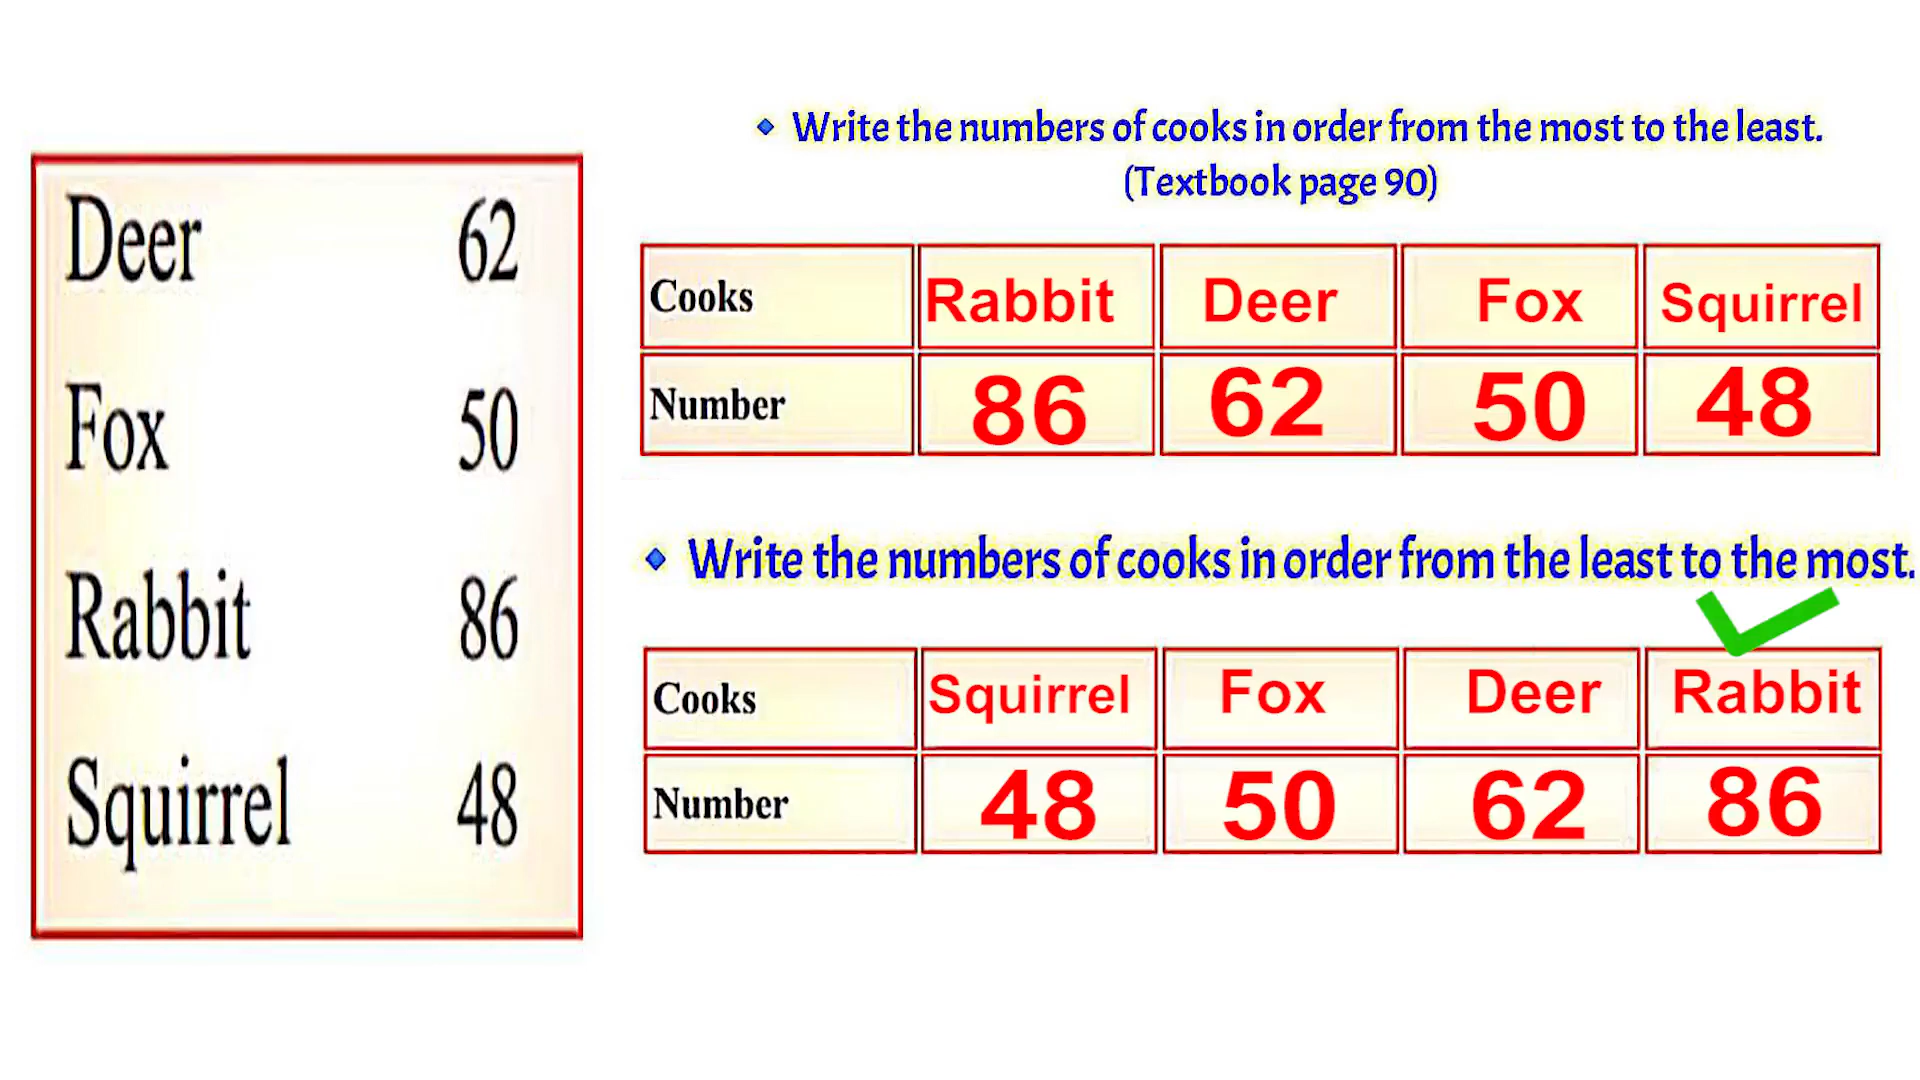 Deer 62
Fox 50
Rabbit 86
Squirrel 48
Write the numbers of cooks in order from the most to the least.
(Textbook page 90)
Cooks Rabbit Deer Fox Squirrel
Number 86 62 50 48
Write the numbers of cooks in order from the least to the most.
Cooks Squirrel Fox Deer Rabbit
Number 48 50 62 86